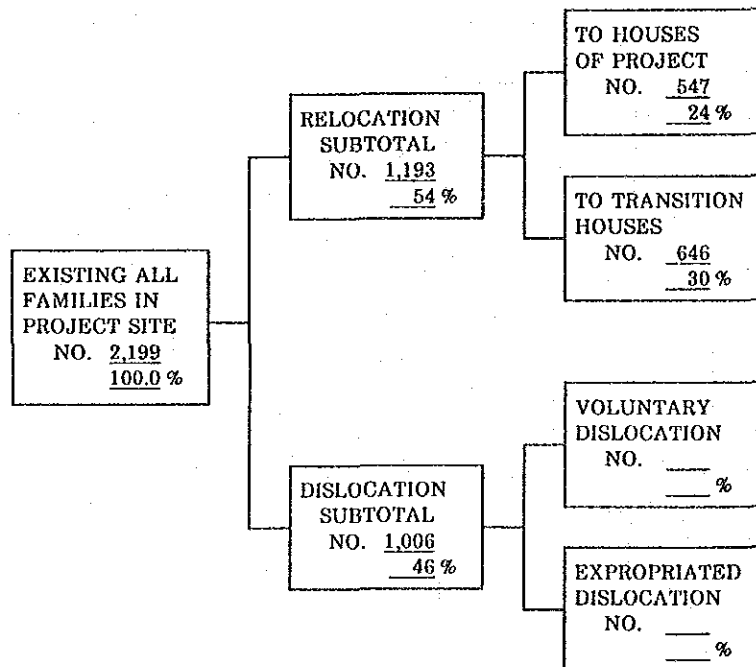 TO HOUSES
OF PROJECT
NO. 547
24 %
RELOCATION
SUBTOTAL
NO. 1,193
54 %
TO TRANSITION
HOUSES
NO. 646
30 %
EXISTING ALL
FAMILIES IN
PROJECT SITE
NO. 2,199
100.0 %
VOLUNTARY
DISLOCATION
NO.
%
DISLOCATION
SUBTOTAL
NO. 1,006
46 %
EXPROPRIATED
DISLOCATION
NO.
%